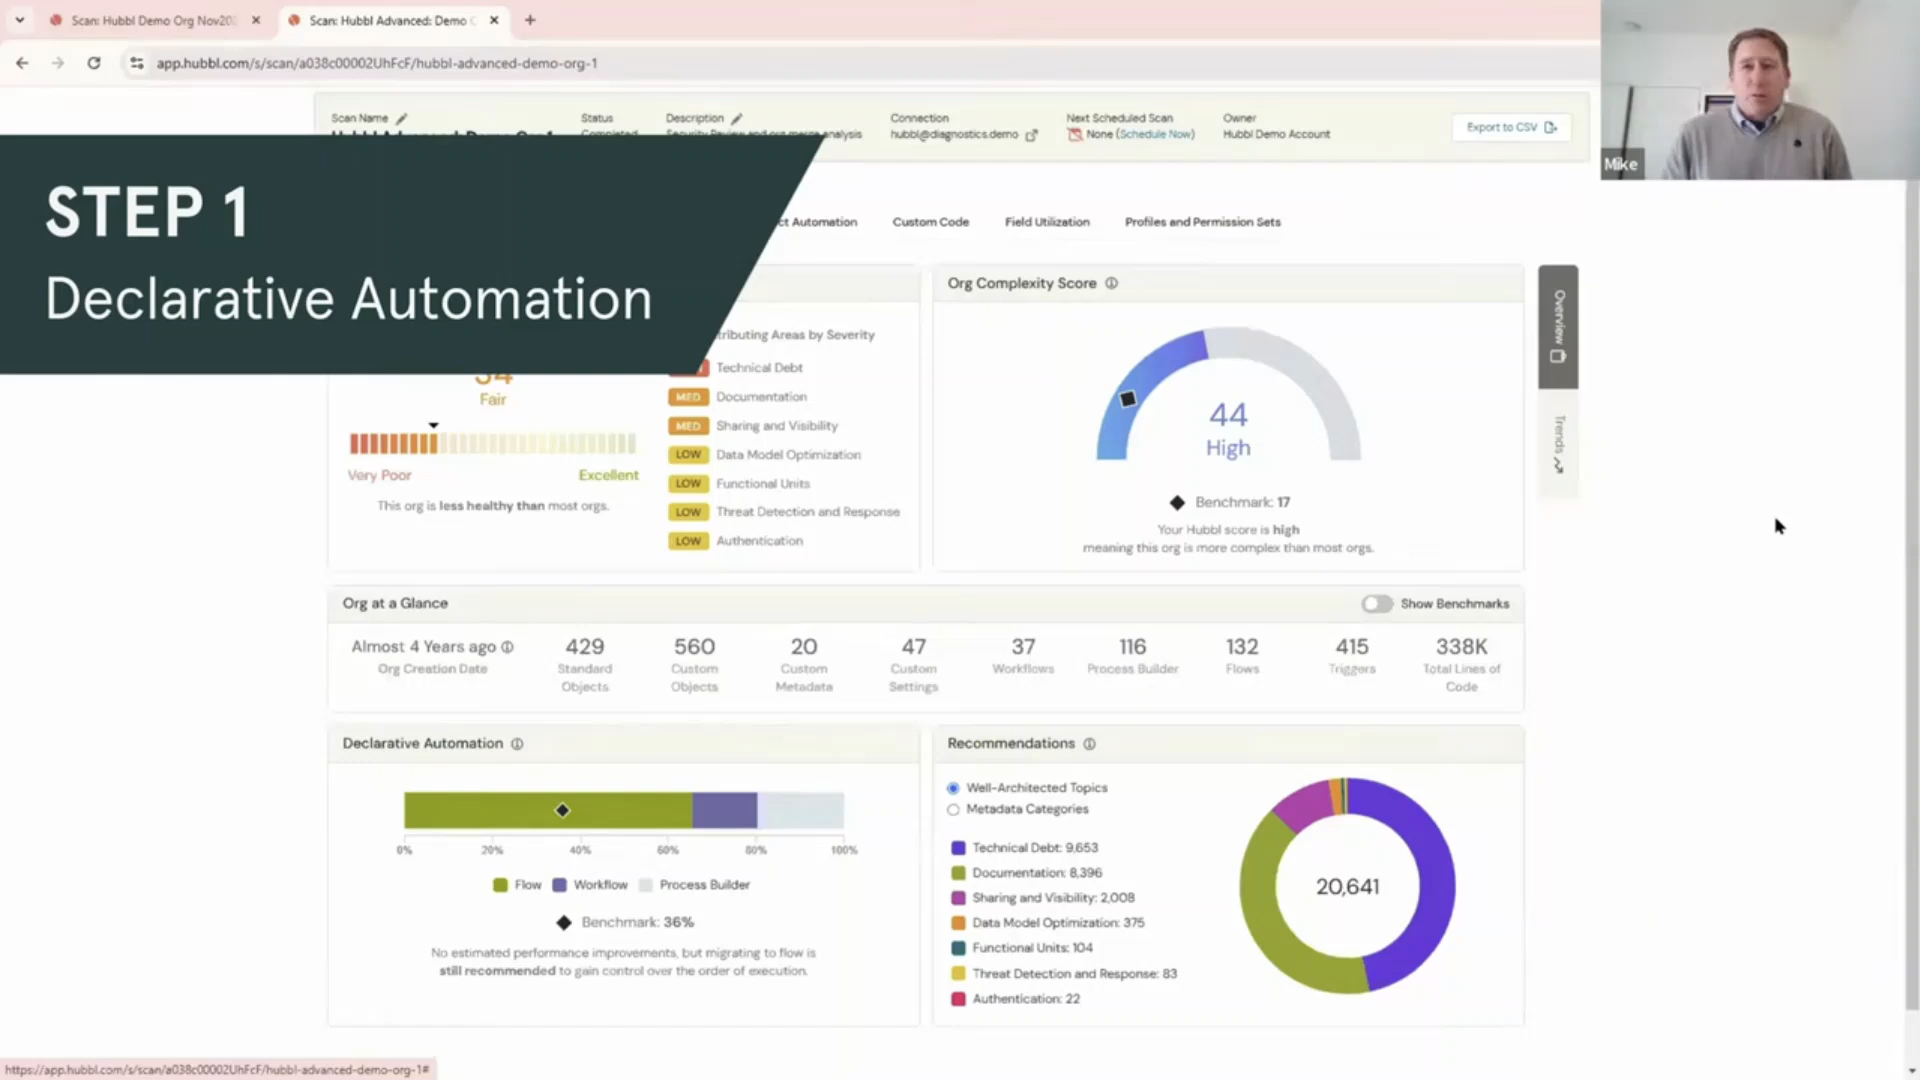 Scan: Hubbl Demo Org Nov202
Scan: Hubbl Advanced: Demo O
app.hubbl.com/s/scan/a038c00002UhFcF/hubbl-advanced-demo-org-1
Mike
Scan Name
Status
Completed
Description
Security Review and org merge analysis
Connection
hubbl@diagnostics.demo
Next Scheduled Scan
None (Schedule Now)
Owner
Hubbl Demo Account
Export to CSV
STEP 1
Declarative Automation
ct Automation
Custom Code
Field Utilization
Profiles and Permission Sets
tributing Areas by Severity
Technical Debt
MED Documentation
MED Sharing and Visibility
LOW Data Model Optimization
LOW Functional Units
LOW Threat Detection and Response
LOW Authentication
Fair
Very Poor
Excellent
This org is less healthy than most orgs.
Org Complexity Score
44
High
Benchmark: 17
Your Hubbl score is high
meaning this org is more complex than most orgs.
Overview
Trends
Org at a Glance
Show Benchmarks
Almost 4 Years ago
Org Creation Date
429
Standard
Objects
560
Custom
Objects
20
Custom
Metadata
47
Custom
Settings
37
Workflows
116
Process Builder
132
Flows
415
Triggers
338K
Total Lines of
Code
Declarative Automation
0% 20% 40% 60% 80% 100%
Flow Workflow Process Builder
Benchmark: 36%
No estimated performance improvements, but migrating to flow is
still recommended to gain control over the order of execution.
Recommendations
Well-Architected Topics
Metadata Categories
Technical Debt: 9,653
Documentation: 8,396
Sharing and Visibility: 2,008
Data Model Optimization: 375
Functional Units: 104
Threat Detection and Response: 83
Authentication: 22
20,641
https://app.hubbl.com/s/scan/a038c00002UhFcF/hubbl-advanced-demo-org-1#